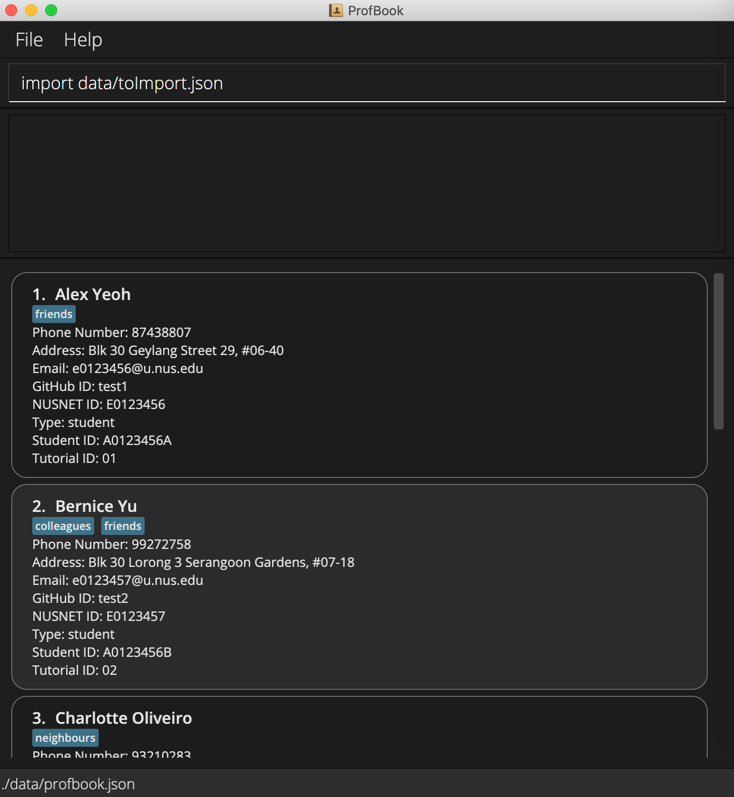 ProfBook
File Help
import data/toImport.json
1. Alex Yeoh
friends
Phone Number: 87438807
Address: Blk 30 Geylang Street 29, #06-40
Email: e0123456@u.nus.edu
GitHub ID: test1
NUSNET ID: E0123456
Type: student
Student ID: A0123456A
Tutorial ID: 01
2. Bernice Yu
colleagues friends
Phone Number: 99272758
Address: Blk 30 Lorong 3 Serangoon Gardens, #07-18
Email: e0123457@u.nus.edu
GitHub ID: test2
NUSNET ID: E0123457
Type: student
Student ID: A0123456B
Tutorial ID: 02
3. Charlotte Oliveiro
neighbours
Phone Number: 93210283
./data/profbook.json